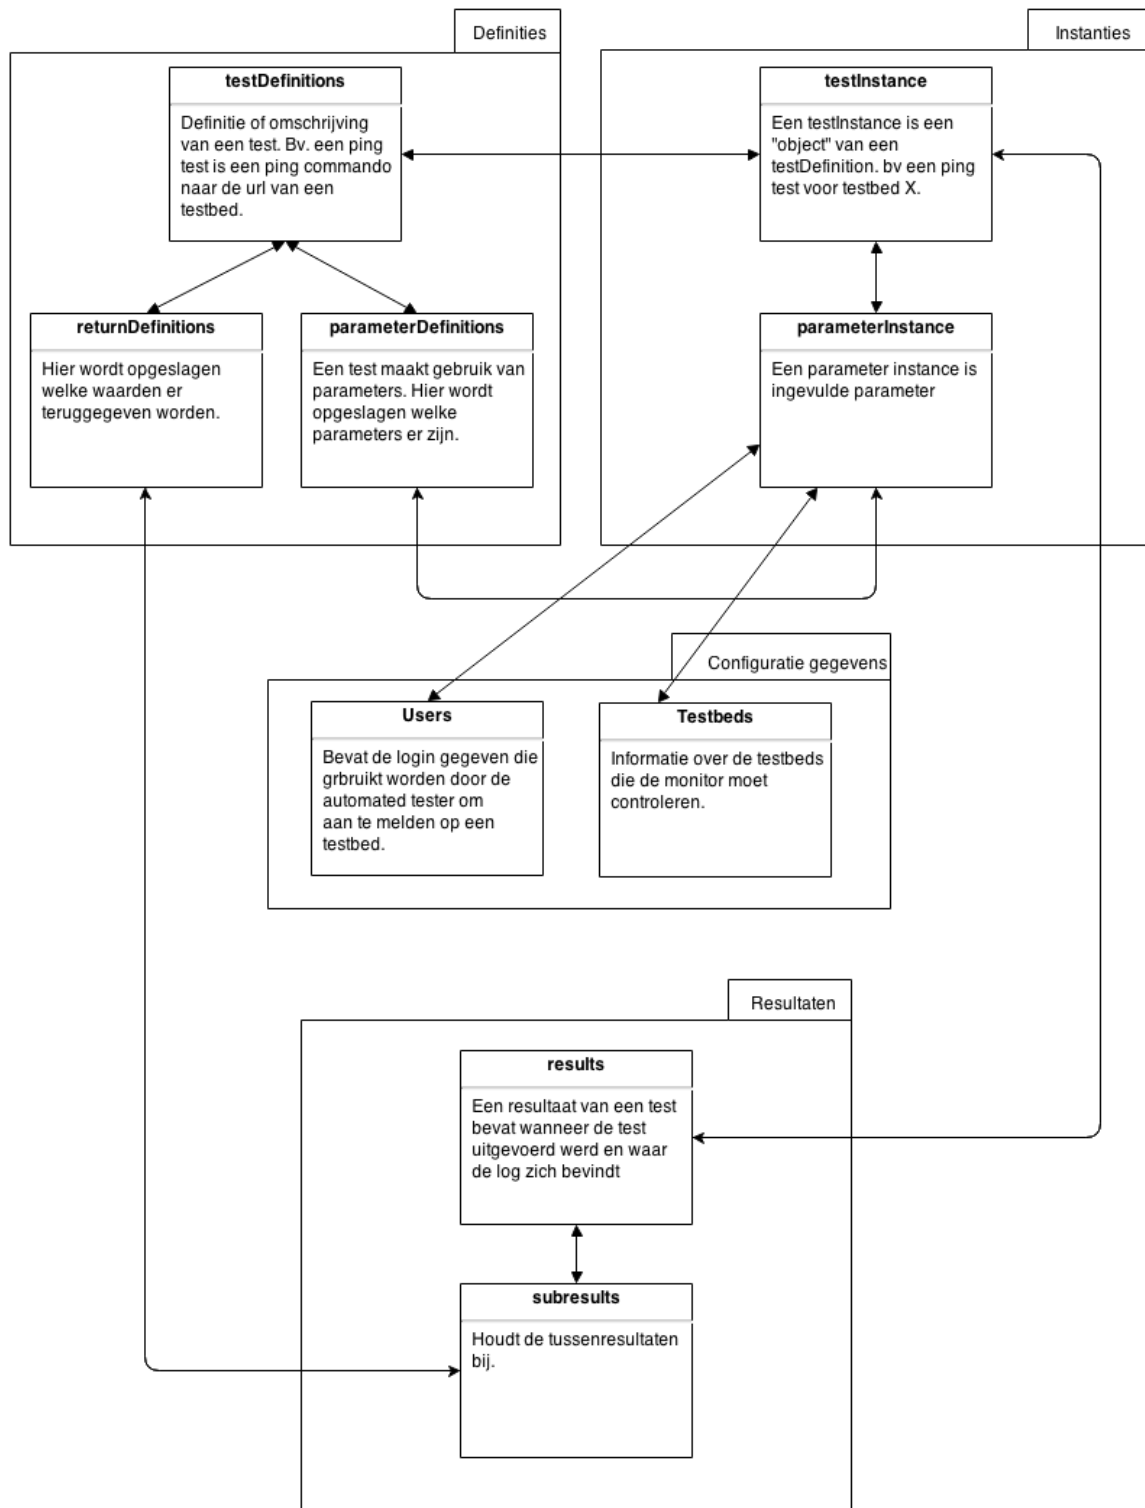 Definities
Instanties
testDefinitions
Definitie of omschrijving
van een test. Bv. een ping
test is een ping commando
naar de url van een
testbed.
testInstance
Een testInstance is een
"object" van een
testDefinition. bv een ping
test voor testbed X.
returnDefinitions
Hier wordt opgeslagen
welke waarden er
teruggegeven worden.
parameterDefinitions
Een test maakt gebruik van
parameters. Hier wordt
opgeslagen welke
parameters er zijn.
parameterInstance
Een parameter instance is
ingevulde parameter
Configuratie gegevens
Users
Bevat de login gegeven die
grbruikt worden door de
automated tester om
aan te melden op een
testbed.
Testbeds
Informatie over de testbeds
die de monitor moet
controleren.
Resultaten
results
Een resultaat van een test
bevat wanneer de test
uitgevoerd werd en waar
de log zich bevindt
subresults
Houdt de tussenresultaten
bij.